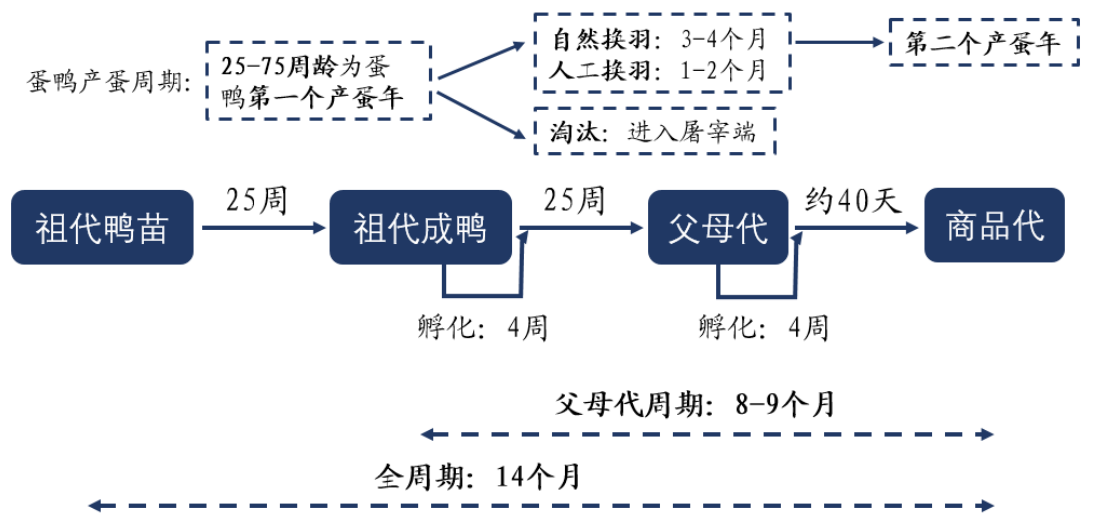 蛋鸭产蛋周期：
25-75周龄为蛋
鸭第一个产蛋年
自然换羽：3-4个月
人工换羽：1-2个月
第二个产蛋年
淘汰：进入屠宰端
祖代鸭苗
25周
祖代成鸭
25周
父母代
约40天
商品代
孵化：4周
孵化：4周
父母代周期：8-9个月
全周期：14个月